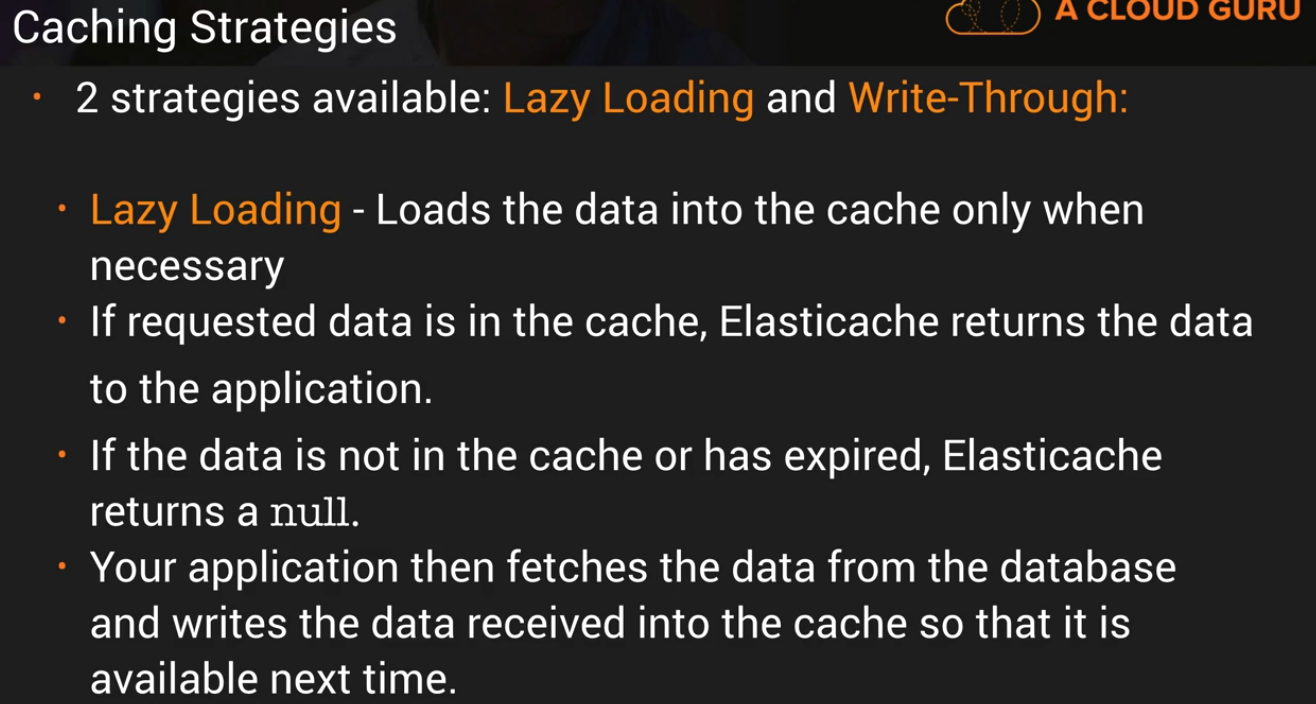 Caching Strategies
A CLOUD GURU
• 2 strategies available: Lazy Loading and Write-Through:
• Lazy Loading - Loads the data into the cache only when
necessary
• If requested data is in the cache, Elasticache returns the data
to the application.
• If the data is not in the cache or has expired, Elasticache
returns a null.
• Your application then fetches the data from the database
and writes the data received into the cache so that it is
available next time.